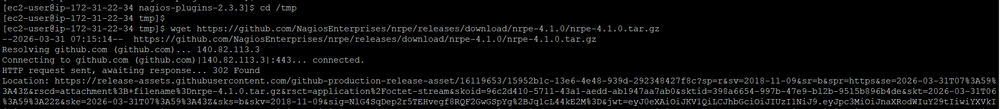 [ec2-user@ip-172-31-22-34 nagios-plugins-2.3.3]$ cd /tmp
[ec2-user@ip-172-31-22-34 tmp]$
[ec2-user@ip-172-31-22-34 tmp]$ wget https://github.com/NagiosEnterprises/nrpe/releases/download/nrpe-4.1.0/nrpe-4.1.0.tar.gz
--2026-03-31 07:15:14--  https://github.com/NagiosEnterprises/nrpe/releases/download/nrpe-4.1.0/nrpe-4.1.0.tar.gz
Resolving github.com (github.com)... 140.82.113.3
Connecting to github.com (github.com)|140.82.113.3|:443... connected.
HTTP request sent, awaiting response... 302 Found
Location: https://release-assets.githubusercontent.com/github-production-release-asset/16119653/15952b1c-13e6-4e48-939d-292348427f8c?sp=r&sv=2018-11-09&sr=b&spr=https&se=2026-03-31T07%3A59%
3A43Z&rscd=attachment%3B+filename%3Dnrpe-4.1.0.tar.gz&rsct=application%2Foctet-stream&skoid=96c2d410-5711-43a1-aedd-ab1947aa7ab0&sktid=398a6654-997b-47e9-b12b-9515b896b4de&skt=2026-03-31T06
%3A59%3A22Z&ske=2026-03-31T07%3A59%3A43Z&sks=b&skv=2018-11-09&sig=NlG4SqDep2r5TEHvegf8RQF2GwGSpYg%2BJq1cL44kE2M%3D&jwt=eyJ0eXAiOiJKV1QiLCJhbGciOiJIUzI1NiJ9.eyJpc3MiOiJnaXRodWIuY29tIiwiYXVkI